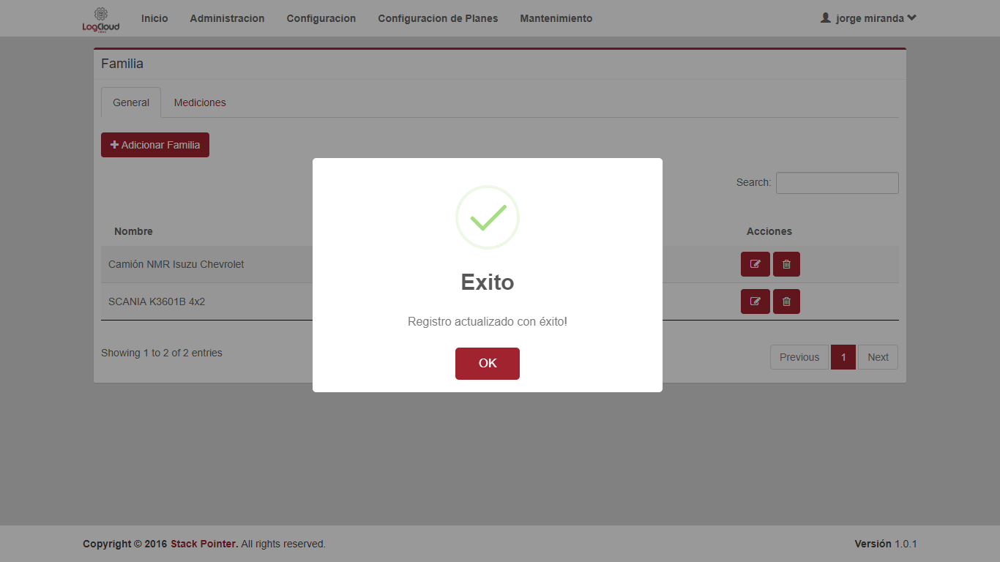 LogCloud
Inicio Administracion Configuracion Configuracion de Planes Mantenimiento jorge miranda
Familia
General Mediciones
Adicionar Familia
Search:
Nombre Acciones
Camión NMR Isuzu Chevrolet
SCANIA K3601B 4x2
Showing 1 to 2 of 2 entries
Previous 1 Next
Exito
Registro actualizado con éxito!
OK
Copyright © 2016 Stack Pointer. All rights reserved. Versión 1.0.1